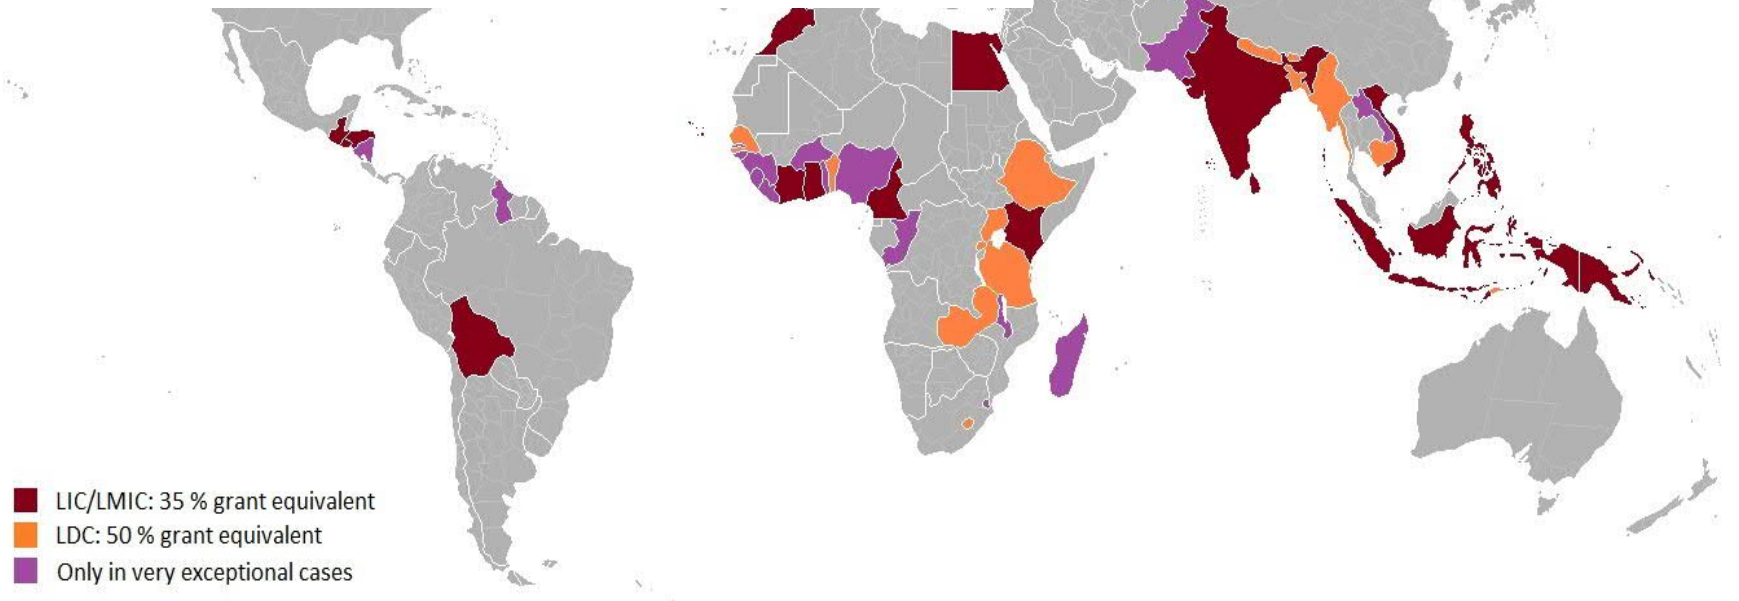 LIC/LMIC: 35 % grant equivalent
LDC: 50 % grant equivalent
Only in very exceptional cases